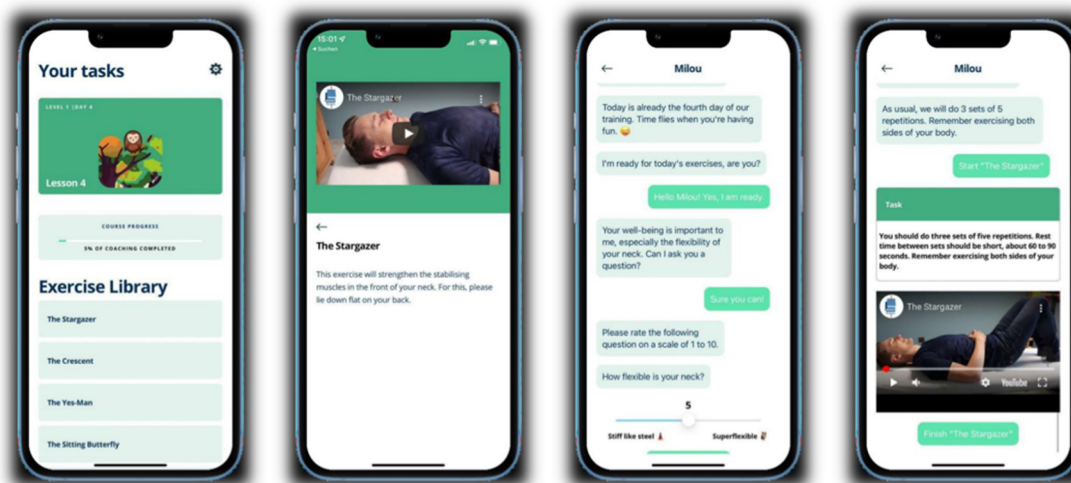 Your tasks
LEVEL 1 |DAY 4
Lesson 4
COURSE PROGRESS
5% OF COACHING COMPLETED
Exercise Library
The Stargazer
The Crescent
The Yes-Man
The Sitting Butterfly
15:01
Suchen
The Stargazer
The Stargazer
This exercise will strengthen the stabilising
muscles in the front of your neck. For this, please
lie down flat on your back.
Milou
Today is already the fourth day of our
training. Time flies when you're having
fun. 😜
I'm ready for today's exercises, are you?
Hello Milou! Yes, I am ready.
Your well-being is important to
me, especially the flexibility of
your neck. Can I ask you a
question?
Sure you can!
Please rate the following
question on a scale of 1 to 10.
How flexible is your neck?
5
Stiff like steel
Superflexible
Milou
As usual, we will do 3 sets of 5
repetitions. Remember exercising both
sides of your body.
Start "The Stargazer"
Task
You should do three sets of five repetitions. Rest
time between sets should be short, about 60 to 90
seconds. Remember exercising both sides of your
body.
The Stargazer
YouTube
Finish "The Stargazer"